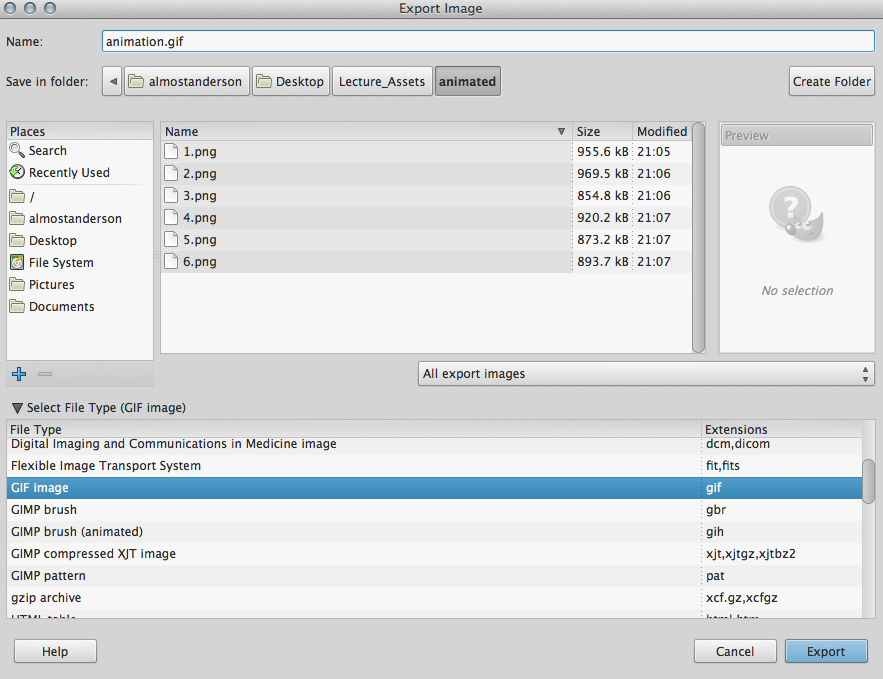 Export Image
Name: animation.gif
Save in folder: almostanderson Desktop Lecture_Assets animated Create Folder
Places Name Size Modified Preview
Search 1.png 955.6 kB 21:05
Recently Used 2.png 969.5 kB 21:06
/ 3.png 854.8 kB 21:06
almostanderson 4.png 920.2 kB 21:07
Desktop 5.png 873.2 kB 21:07
File System 6.png 893.7 kB 21:07
Pictures No selection
Documents
All export images
Select File Type (GIF image)
File Type Extensions
Digital Imaging and Communications in Medicine image dcm,dicom
Flexible Image Transport System fit,fits
GIF image gif
GIMP brush gbr
GIMP brush (animated) gih
GIMP compressed XJT image xjt,xjtgz,xjtbz2
GIMP pattern pat
gzip archive xcf.gz,xcfgz
HTML table html,htm
Help Cancel Export